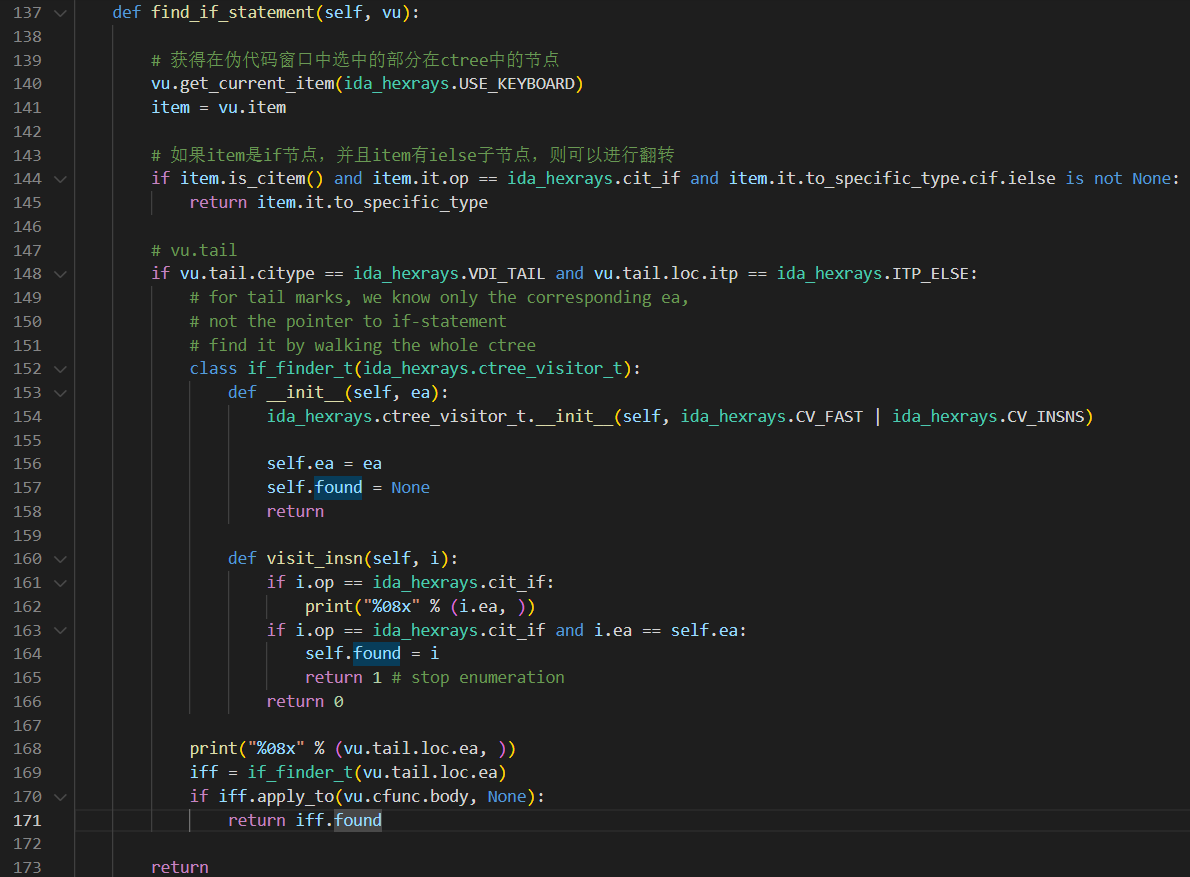 137 def find_if_statement(self, vu):
138
139 # 获得在伪代码窗口中选中的部分在ctree中的节点
140 vu.get_current_item(ida_hexrays.USE_KEYBOARD)
141 item = vu.item
142
143 # 如果item是if节点，并且item有ielse子节点，则可以进行翻转
144 if item.is_citem() and item.it.op == ida_hexrays.cit_if and item.it.to_specific_type.cif.ielse is not None:
145 return item.it.to_specific_type
146
147 # vu.tail
148 if vu.tail.citype == ida_hexrays.VDI_TAIL and vu.tail.loc.itp == ida_hexrays.ITP_ELSE:
149 # for tail marks, we know only the corresponding ea,
150 # not the pointer to if-statement
151 # find it by walking the whole ctree
152 class if_finder_t(ida_hexrays.ctree_visitor_t):
153 def __init__(self, ea):
154 ida_hexrays.ctree_visitor_t.__init__(self, ida_hexrays.CV_FAST | ida_hexrays.CV_INSNS)
155
156 self.ea = ea
157 self.found = None
158 return
159
160 def visit_insn(self, i):
161 if i.op == ida_hexrays.cit_if:
162 print("%08x" % (i.ea, ))
163 if i.op == ida_hexrays.cit_if and i.ea == self.ea:
164 self.found = i
165 return 1 # stop enumeration
166 return 0
167
168 print("%08x" % (vu.tail.loc.ea, ))
169 iff = if_finder_t(vu.tail.loc.ea)
170 if iff.apply_to(vu.cfunc.body, None):
171 return iff.found
172
173 return